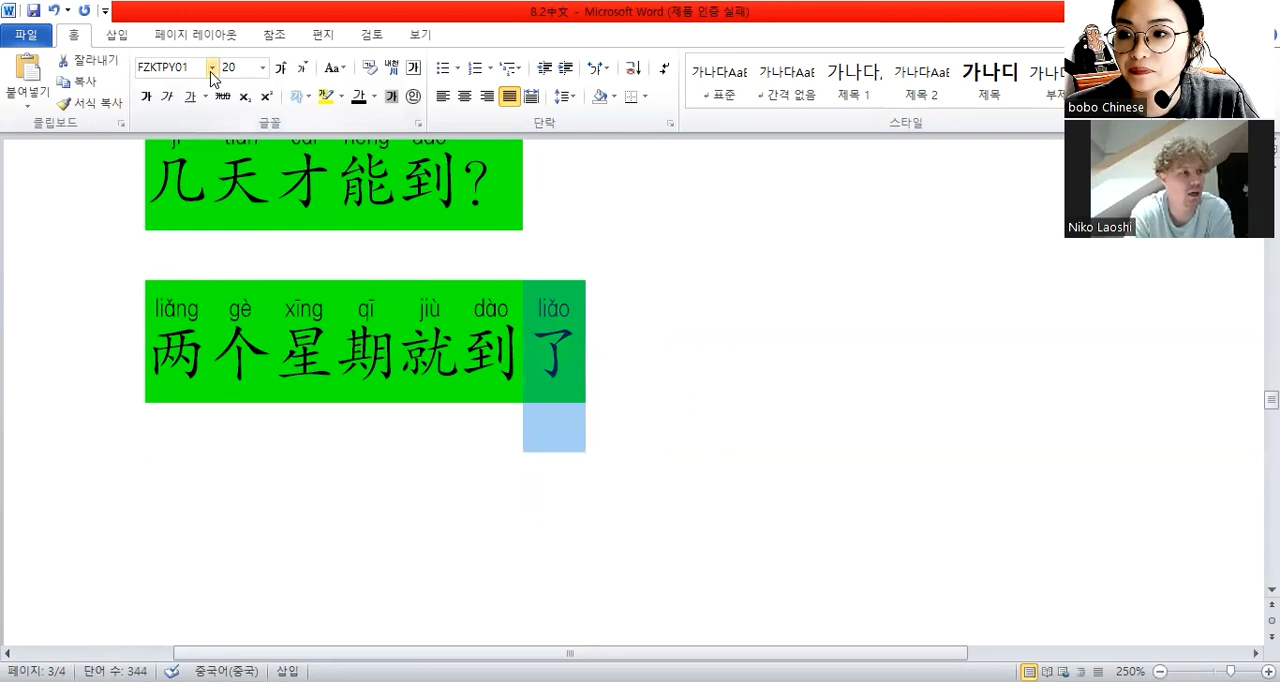 8.2中文 - Microsoft Word (제품 인증 실패)
파일 홈 삽입 페이지 레이아웃 참조 편지 검토 보기
붙여넣기
잘라내기
복사
서식 복사
클립보드
FZKTPY01 20
가 가 가
글꼴
단락
가나다AaB 가나다AaB 가나다, 가나다AaB 가나디
표준 간격 없음 제목 1 제목 2 제목
스타일
bobo Chinese
Niko Laoshi
几天才能到?
liǎng gè xīng qī jiù dào liǎo
两个星期就到了
페이지: 3/4 단어 수: 344 중국어(중국) 삽입 250%